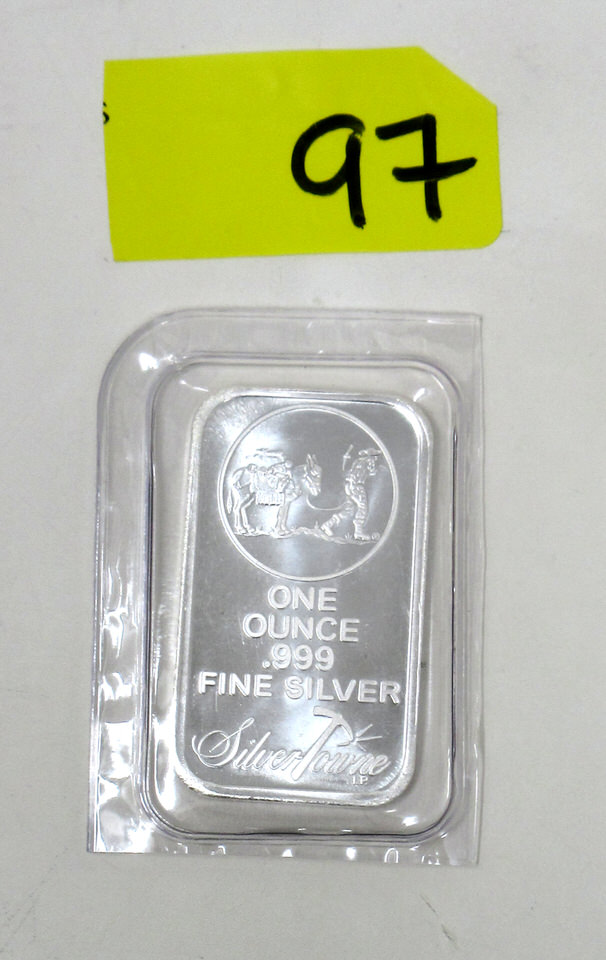 97
ONE
OUNCE
.999
FINE SILVER
SilverTowne
I.P.